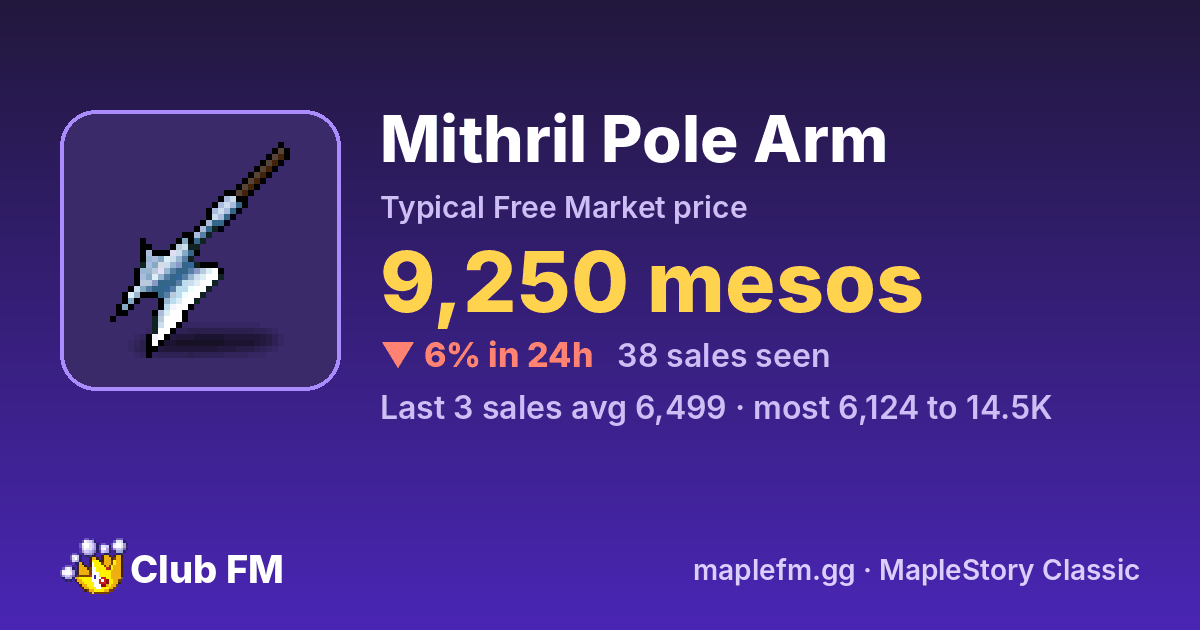 Mithril Pole Arm
Typical Free Market price
9,250 mesos
▼ 6% in 24h 38 sales seen
Last 3 sales avg 6,499 · most 6,124 to 14.5K
Club FM
maplefm.gg · MapleStory Classic